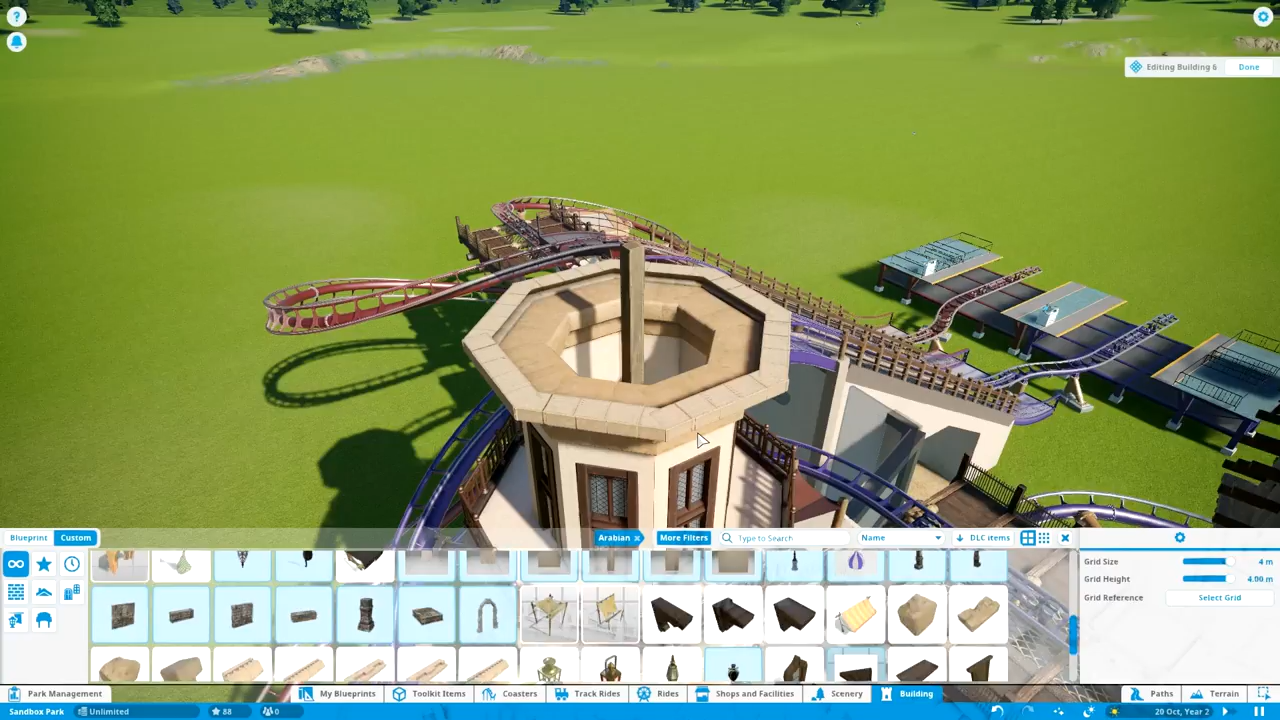 ?
Editing Building 6 Done
Blueprint Custom Arabian × More Filters Type to Search Name DLC items
Grid Size 4 m
Grid Height 4.00 m
Grid Reference Select Grid
Park Management My Blueprints Toolkit Items Coasters Track Rides Rides Shops and Facilities Scenery Building Paths Terrain
Sandbox Park Unlimited 88 0 20 Oct, Year 2